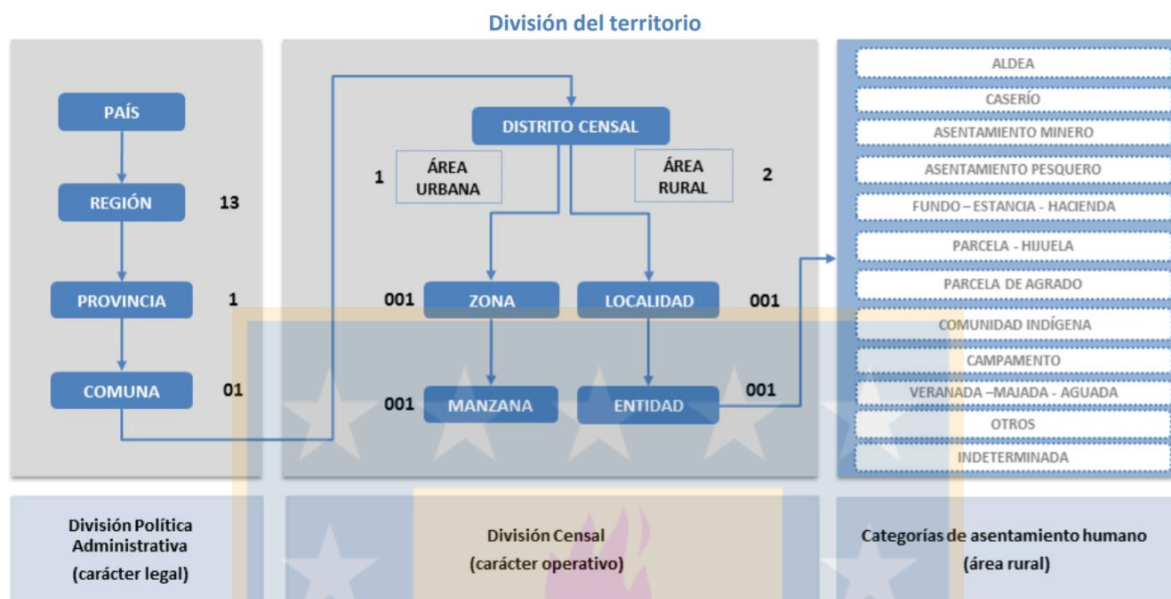 División del territorio
PAÍS
REGIÓN 13
PROVINCIA 1
COMUNA 01
DISTRITO CENSAL
1 ÁREA
URBANA
ÁREA
RURAL 2
001 ZONA
LOCALIDAD 001
001 MANZANA
ENTIDAD 001
ALDEA
CASERÍO
ASENTAMIENTO MINERO
ASENTAMIENTO PESQUERO
FUNDO – ESTANCIA - HACIENDA
PARCELA - HIJUELA
PARCELA DE AGRADO
COMUNIDAD INDÍGENA
CAMPAMENTO
VERANADA –MAJADA - AGUADA
OTROS
INDETERMINADA
División Política
Administrativa
(carácter legal)
División Censal
(carácter operativo)
Categorías de asentamiento humano
(área rural)